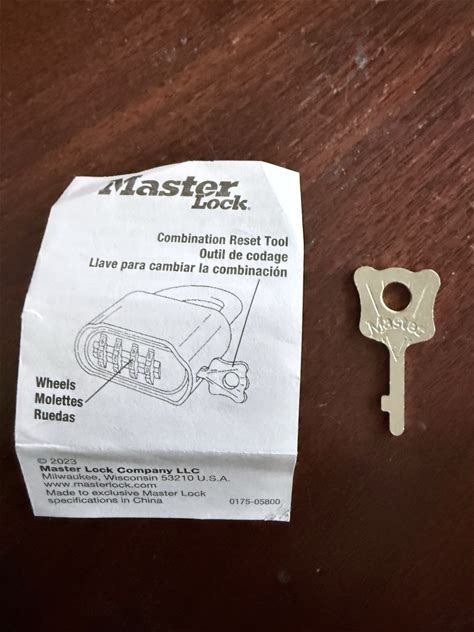 Master
Lock®
Combination Reset Tool
Outil de codage
Llave para cambiar la combinación
Wheels
Molettes
Ruedas
© 2023
Master Lock Company LLC
Milwaukee, Wisconsin 53210 U.S.A.
www.masterlock.com
Made to exclusive Master Lock
specifications in China
0175-05800
Master